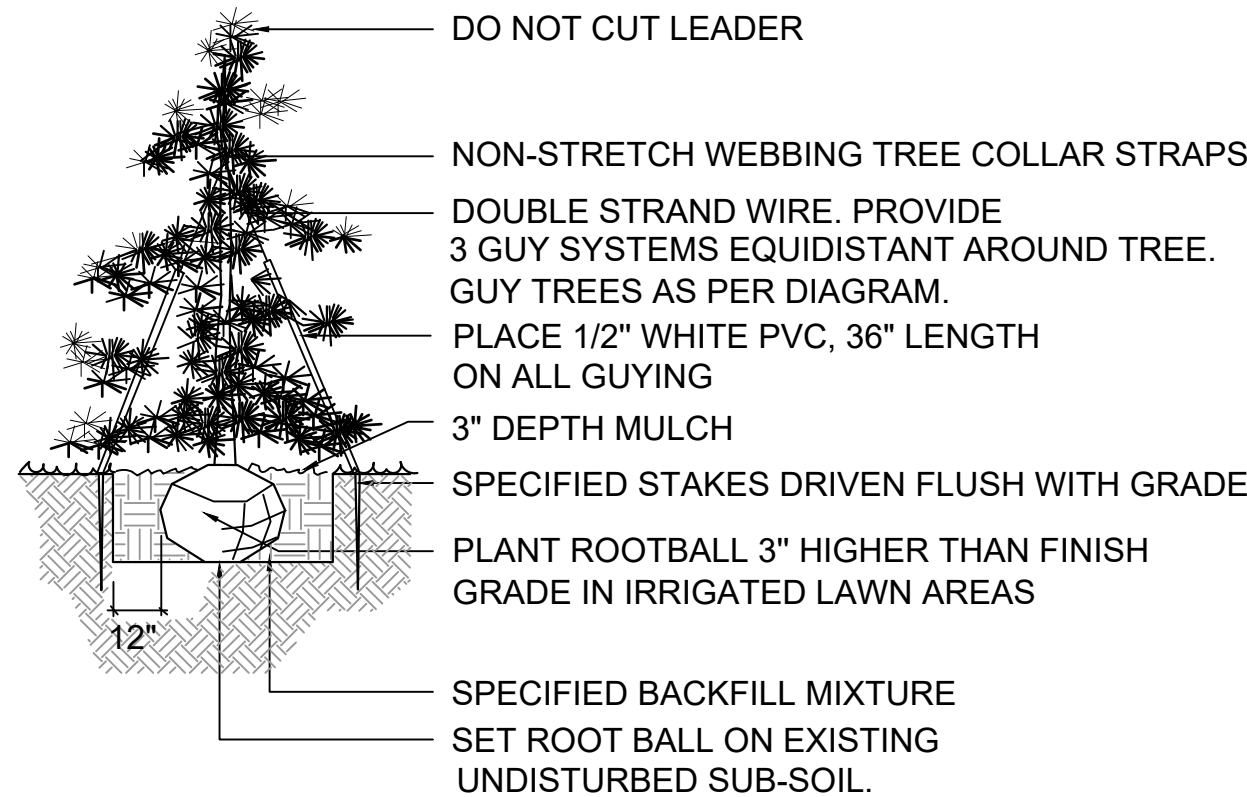 DO NOT CUT LEADER
NON-STRETCH WEBBING TREE COLLAR STRAPS
DOUBLE STRAND WIRE. PROVIDE
3 GUY SYSTEMS EQUIDISTANT AROUND TREE.
GUY TREES AS PER DIAGRAM.
PLACE 1/2" WHITE PVC, 36" LENGTH
ON ALL GUYING
3" DEPTH MULCH
SPECIFIED STAKES DRIVEN FLUSH WITH GRADE
PLANT ROOTBALL 3" HIGHER THAN FINISH
GRADE IN IRRIGATED LAWN AREAS
12"
SPECIFIED BACKFILL MIXTURE
SET ROOT BALL ON EXISTING
UNDISTURBED SUB-SOIL.